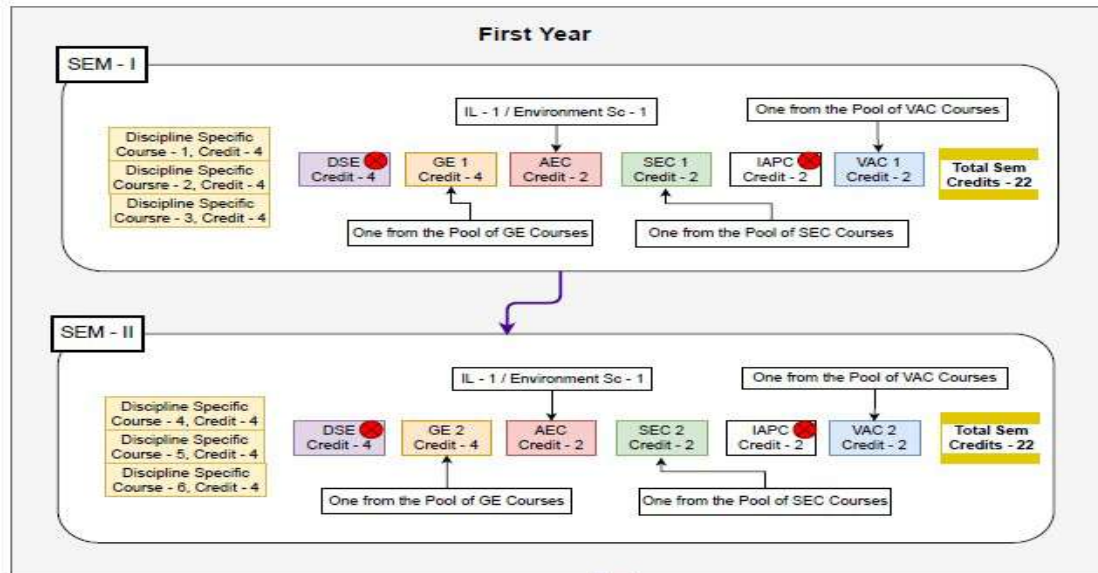 First Year
SEM - I
IL - 1 / Environment Sc - 1
One from the Pool of VAC Courses
Discipline Specific
Course - 1, Credit - 4
Discipline Specific
Coursre - 2, Credit - 4
Discipline Specific
Coursre - 3, Credit - 4
DSE
Credit - 4
GE 1
Credit - 4
AEC
Credit - 2
SEC 1
Credit - 2
IAPC
Credit - 2
VAC 1
Credit - 2
Total Sem
Credits - 22
One from the Pool of GE Courses
One from the Pool of SEC Courses
SEM - II
IL - 1 / Environment Sc - 1
One from the Pool of VAC Courses
Discipline Specific
Course - 4, Credit - 4
Discipline Specific
Course - 5, Credit - 4
Discipline Specific
Course - 6, Credit - 4
DSE
Credit - 4
GE 2
Credit - 4
AEC
Credit - 2
SEC 2
Credit - 2
IAPC
Credit - 2
VAC 2
Credit - 2
Total Sem
Credits - 22
One from the Pool of GE Courses
One from the Pool of SEC Courses